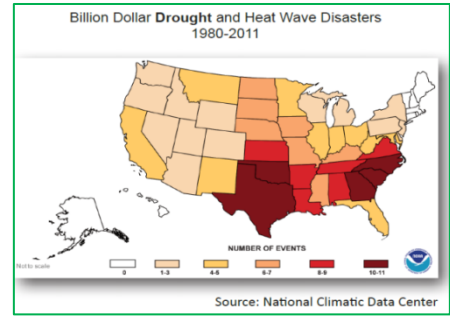 Billion Dollar Drought and Heat Wave Disasters
1980-2011
Not to scale
NUMBER OF EVENTS
0 1-3 4-5 6-7 8-9 10-11
Source: National Climatic Data Center